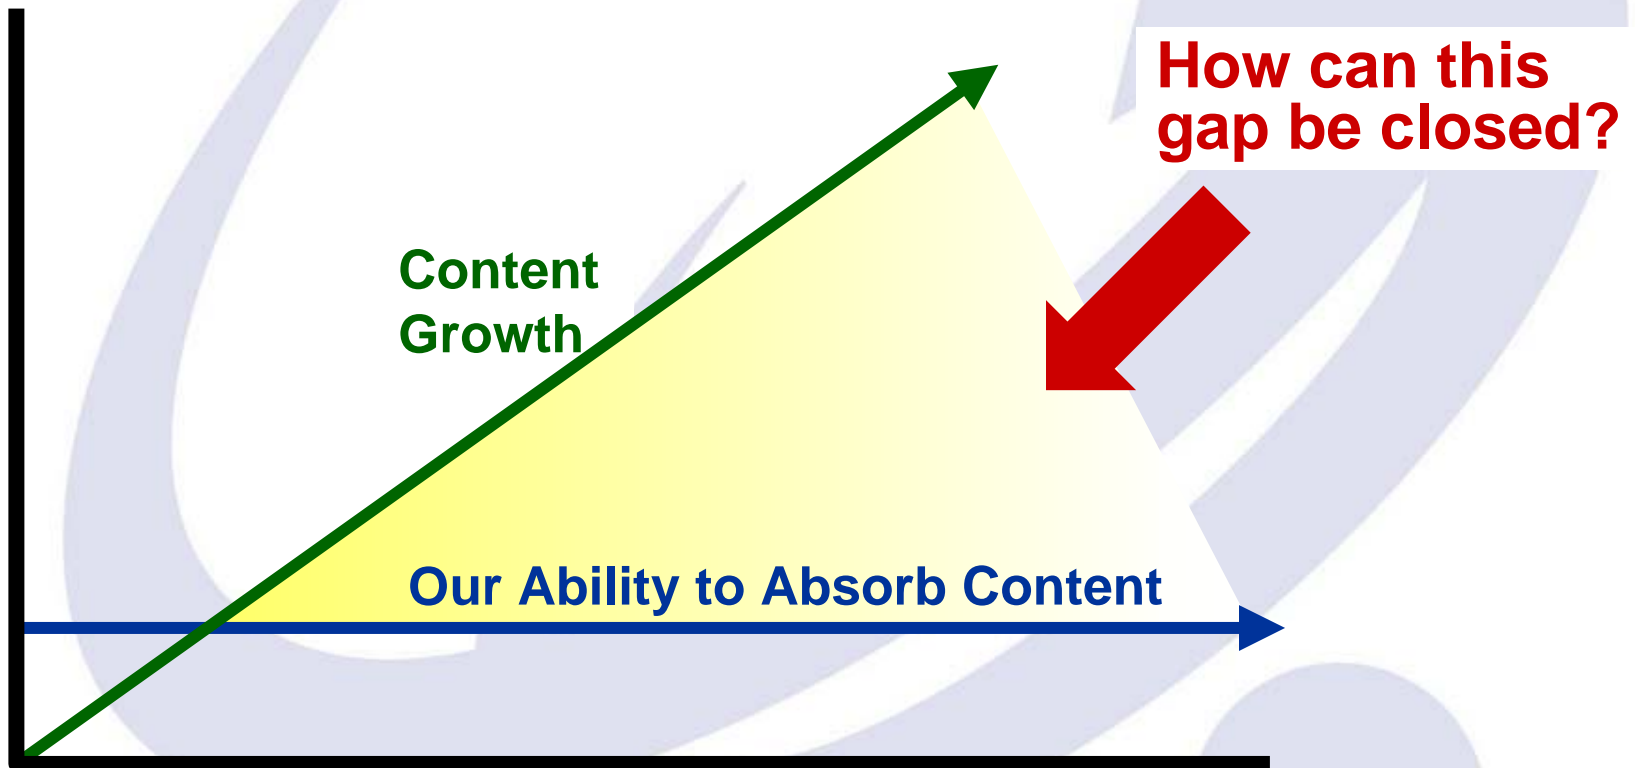 How can this
gap be closed?
Content
Growth
Our Ability to Absorb Content